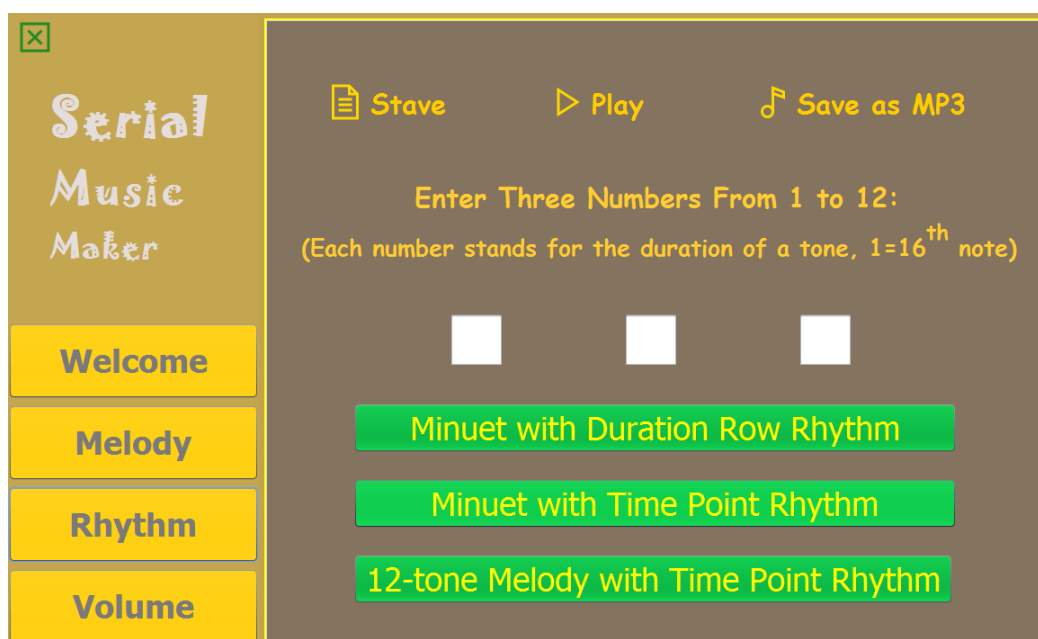 Serial
Music
Maker
Welcome
Melody
Rhythm
Volume
Stave Play Save as MP3
Enter Three Numbers From 1 to 12:
(Each number stands for the duration of a tone, 1=16th note)
Minuet with Duration Row Rhythm
Minuet with Time Point Rhythm
12-tone Melody with Time Point Rhythm